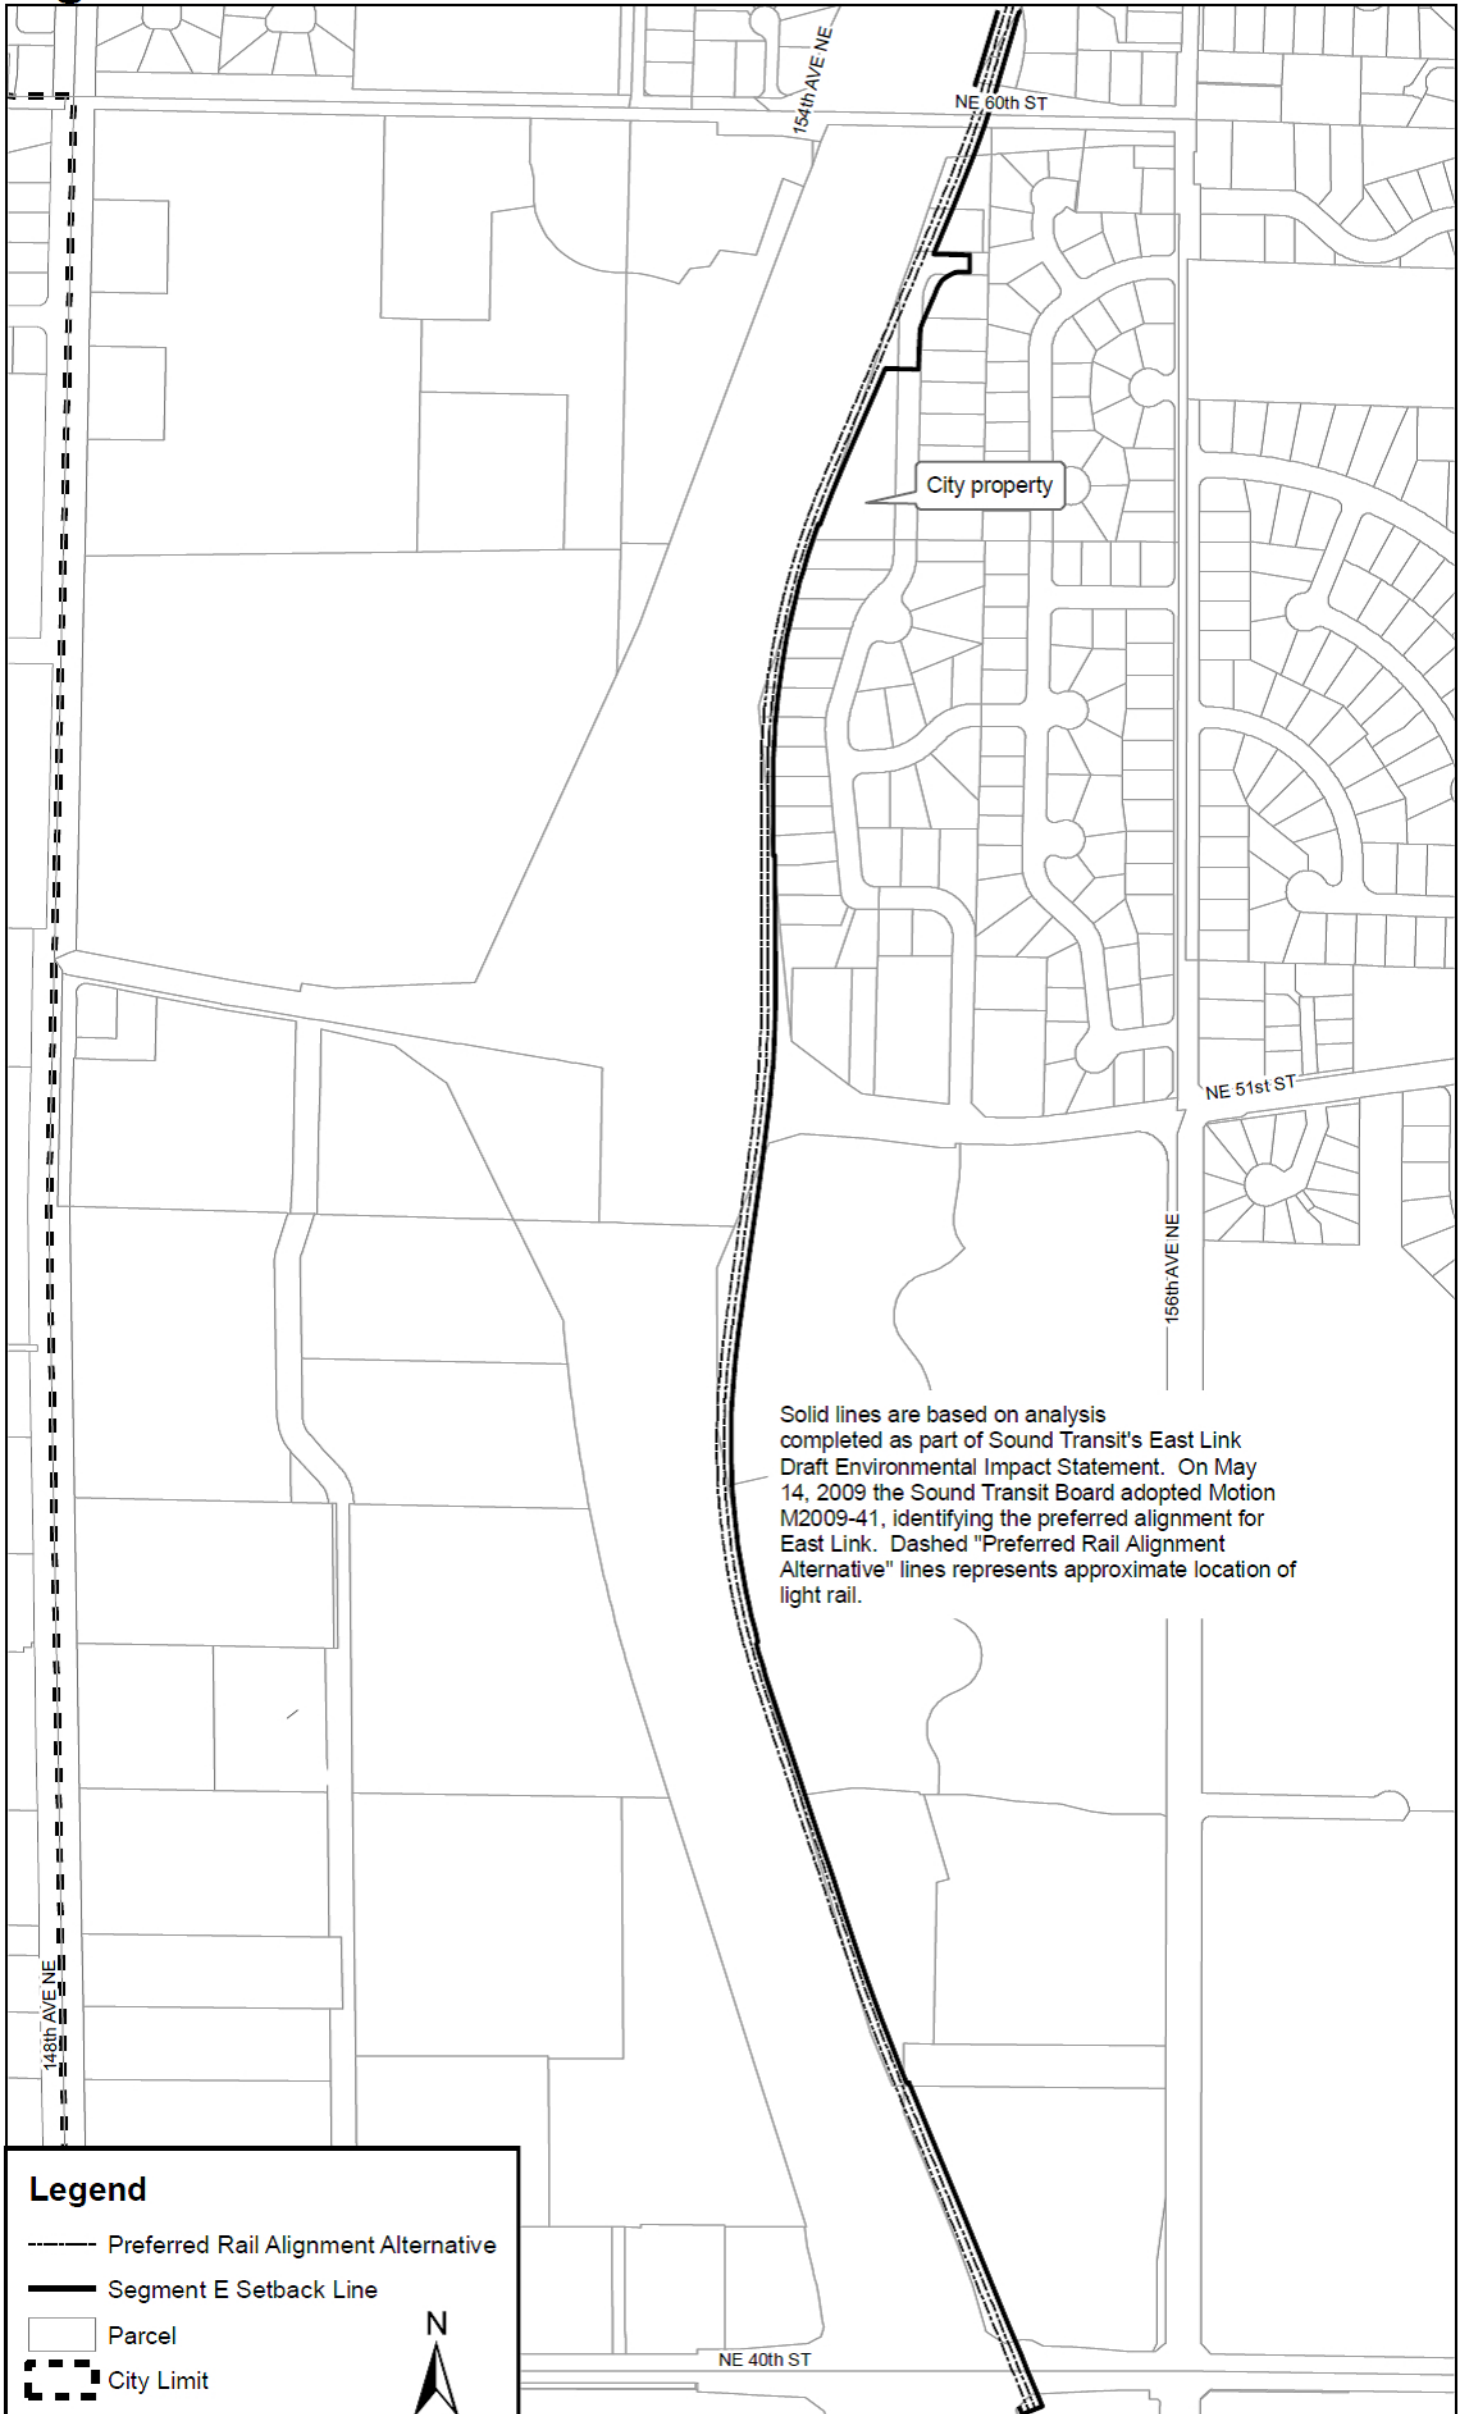 154th AVE NE
NE 60th ST
City property
NE 51st ST
156th AVE NE
Solid lines are based on analysis
completed as part of Sound Transit's East Link
Draft Environmental Impact Statement. On May
14, 2009 the Sound Transit Board adopted Motion
M2009-41, identifying the preferred alignment for
East Link. Dashed "Preferred Rail Alignment
Alternative" lines represents approximate location of
light rail.
148th AVE NE
Legend
Preferred Rail Alignment Alternative
Segment E Setback Line
Parcel
City Limit
N
NE 40th ST